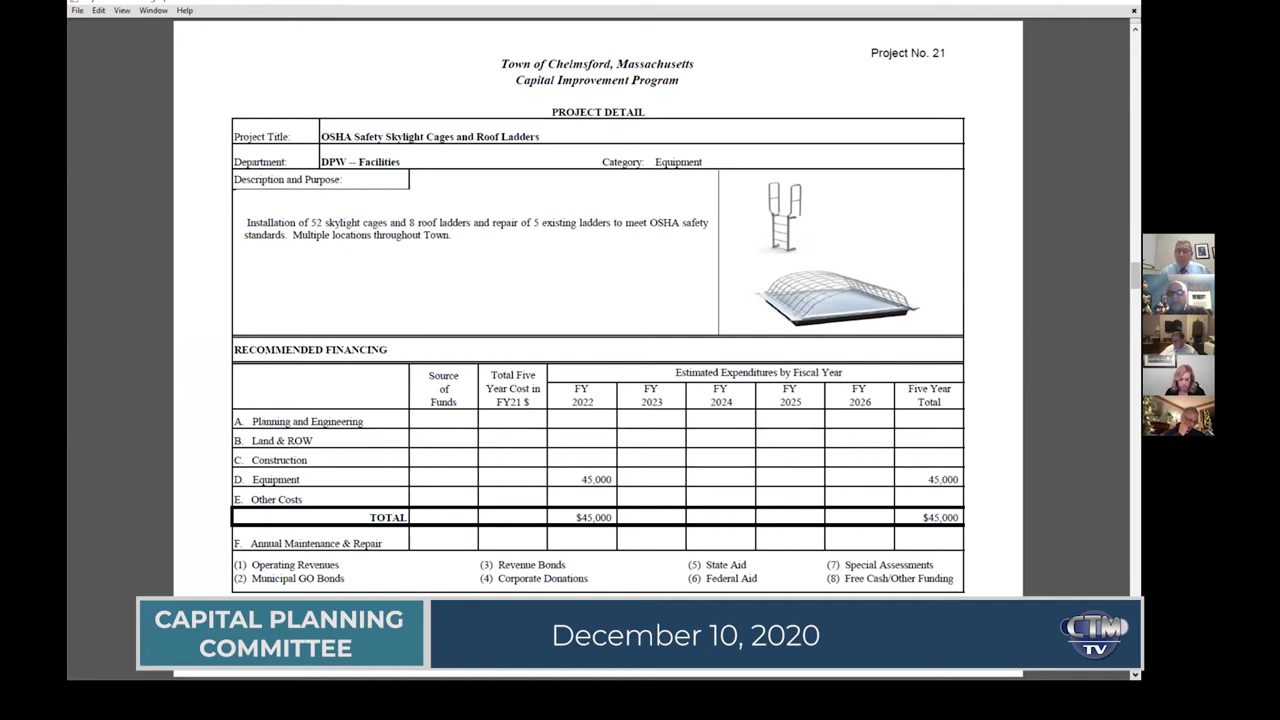 File Edit View Window Help
Project No. 21
Town of Chelmsford, Massachusetts
Capital Improvement Program
PROJECT DETAIL
Project Title: OSHA Safety Skylight Cages and Roof Ladders
Department: DPW -- Facilities Category: Equipment
Description and Purpose:
Installation of 52 skylight cages and 8 roof ladders and repair of 5 existing ladders to meet OSHA safety
standards. Multiple locations throughout Town.
RECOMMENDED FINANCING
Source of Funds
Total Five Year Cost in FY21 $
Estimated Expenditures by Fiscal Year
FY 2022 FY 2023 FY 2024 FY 2025 FY 2026 Five Year Total
A. Planning and Engineering
B. Land & ROW
C. Construction
D. Equipment 45,000 45,000
E. Other Costs
TOTAL $45,000 $45,000
F. Annual Maintenance & Repair
(1) Operating Revenues (3) Revenue Bonds (5) State Aid (7) Special Assessments
(2) Municipal GO Bonds (4) Corporate Donations (6) Federal Aid (8) Free Cash/Other Funding
CAPITAL PLANNING
COMMITTEE
December 10, 2020
CTM
TV